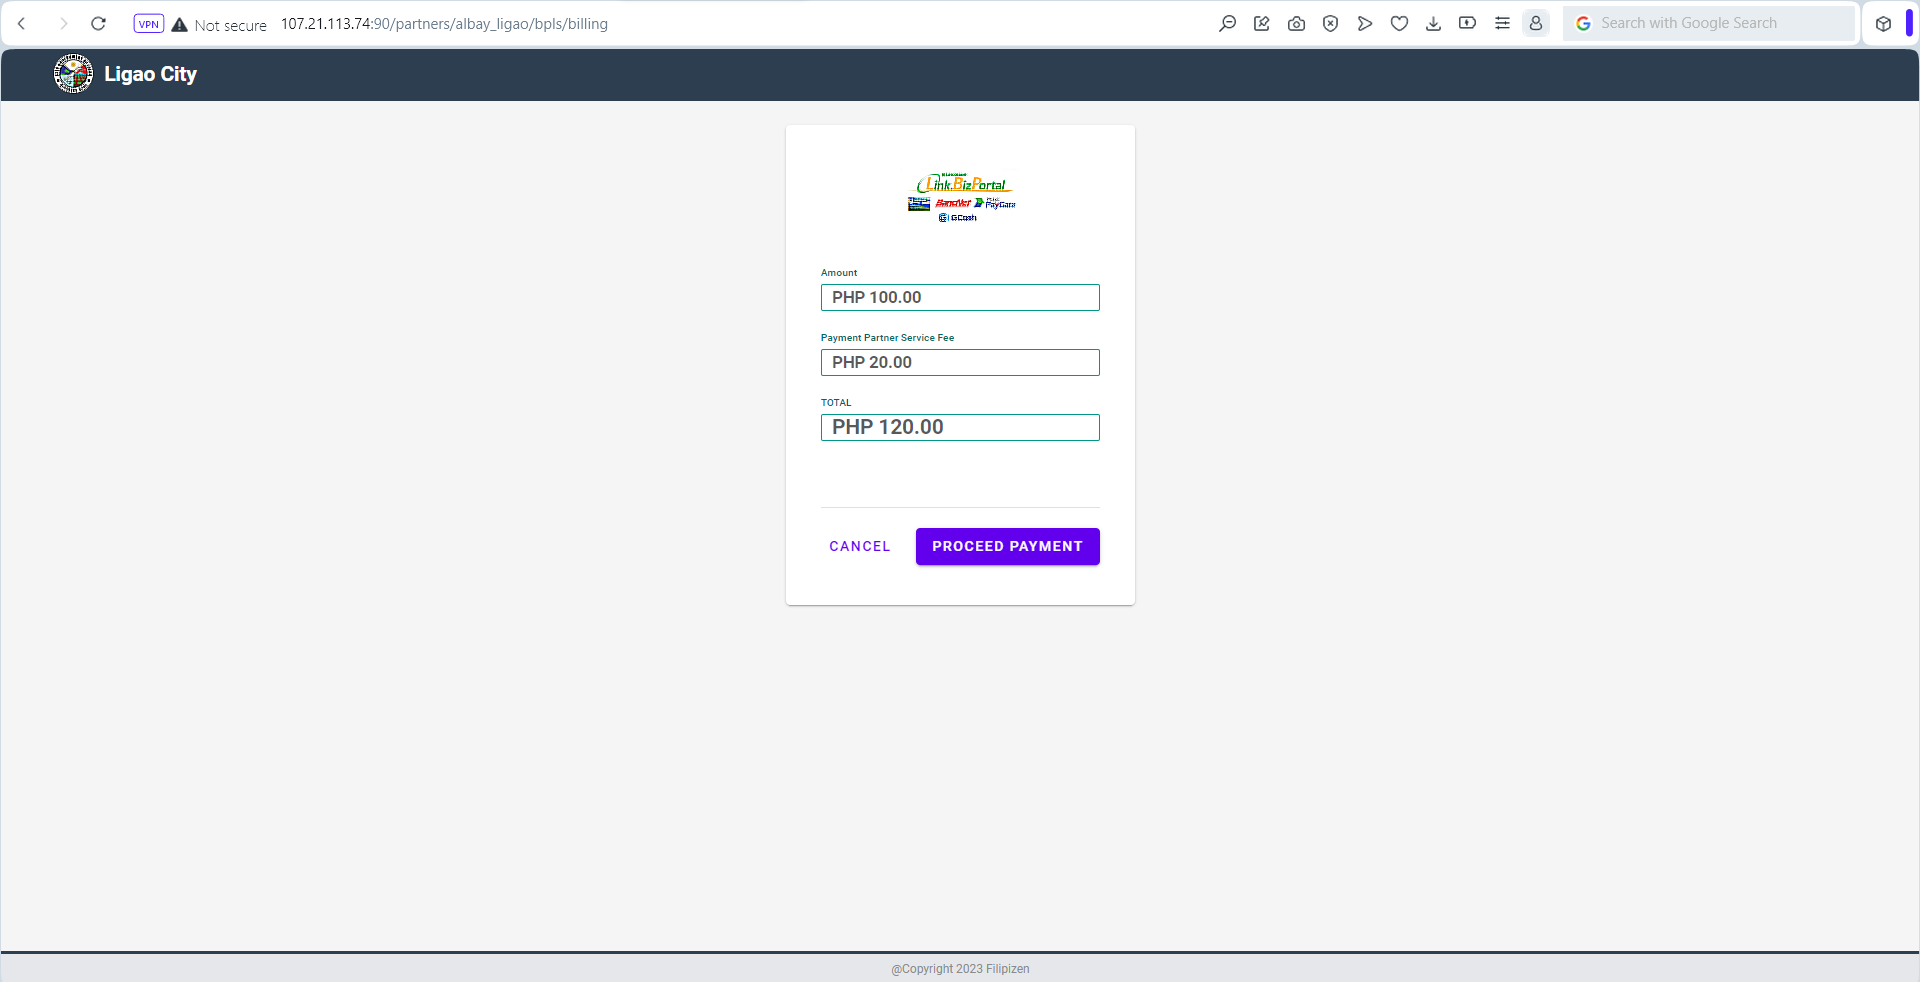 VPN
Not secure
107.21.113.74:90/partners/albay_ligao/bpls/billing
Search with Google Search
Ligao City
Link.BizPortal
BancNet
PayGate
GCash
Amount
PHP 100.00
Payment Partner Service Fee
PHP 20.00
TOTAL
PHP 120.00
CANCEL
PROCEED PAYMENT
@Copyright 2023 Filipizen